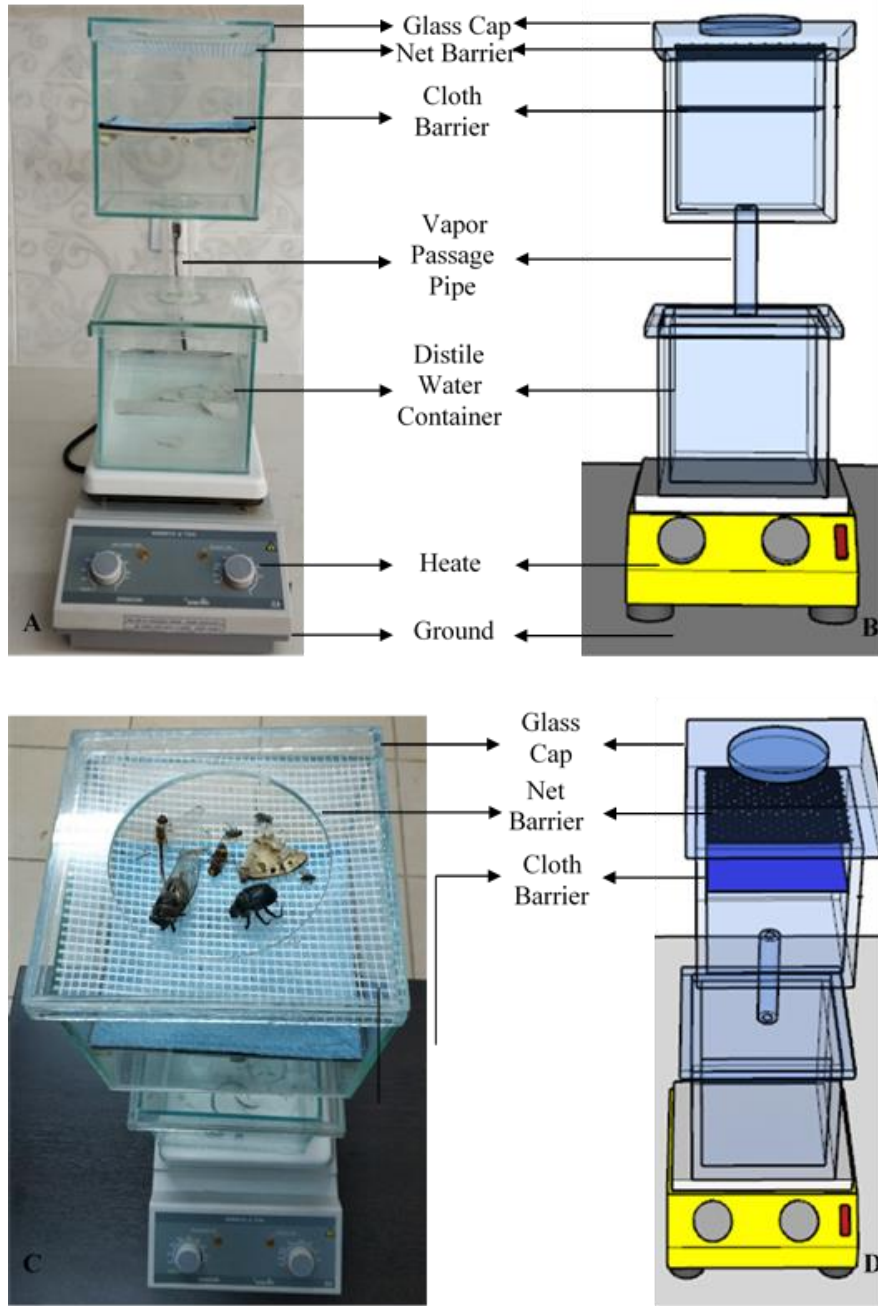 Glass Cap
Net Barrier
Cloth
Barrier
Vapor
Passage
Pipe
Distile
Water
Container
Heate
Ground
A
B
Glass
Cap
Net
Barrier
Cloth
Barrier
C
D